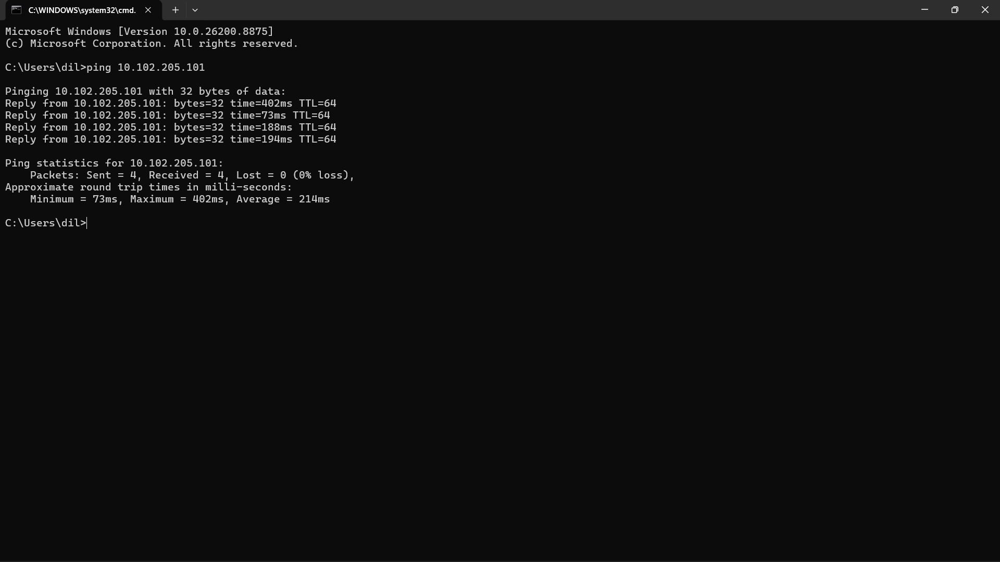 C:\WINDOWS\system32\cmd.
Microsoft Windows [Version 10.0.26200.8875]
(c) Microsoft Corporation. All rights reserved.
C:\Users\dil>ping 10.102.205.101
Pinging 10.102.205.101 with 32 bytes of data:
Reply from 10.102.205.101: bytes=32 time=402ms TTL=64
Reply from 10.102.205.101: bytes=32 time=73ms TTL=64
Reply from 10.102.205.101: bytes=32 time=188ms TTL=64
Reply from 10.102.205.101: bytes=32 time=194ms TTL=64
Ping statistics for 10.102.205.101:
    Packets: Sent = 4, Received = 4, Lost = 0 (0% loss),
Approximate round trip times in milli-seconds:
    Minimum = 73ms, Maximum = 402ms, Average = 214ms
C:\Users\dil>